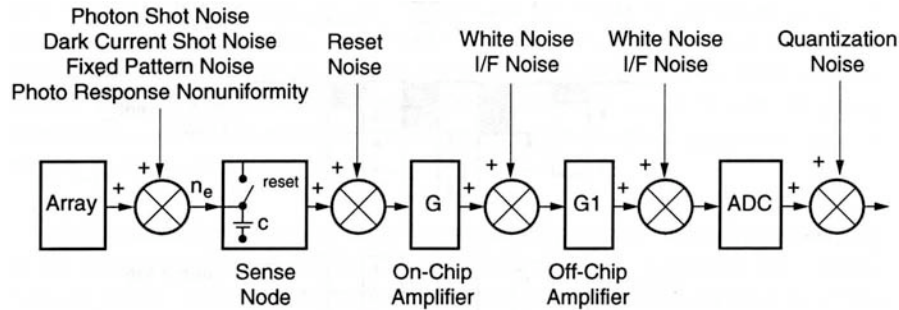 Photon Shot Noise
Dark Current Shot Noise
Fixed Pattern Noise
Photo Response Nonuniformity
Reset
Noise
White Noise
I/F Noise
White Noise
I/F Noise
Quantization
Noise
+
+
+
+
+
+
+
+
+
+
Array
n_e
reset
C
G
G1
ADC
Sense
Node
On-Chip
Amplifier
Off-Chip
Amplifier